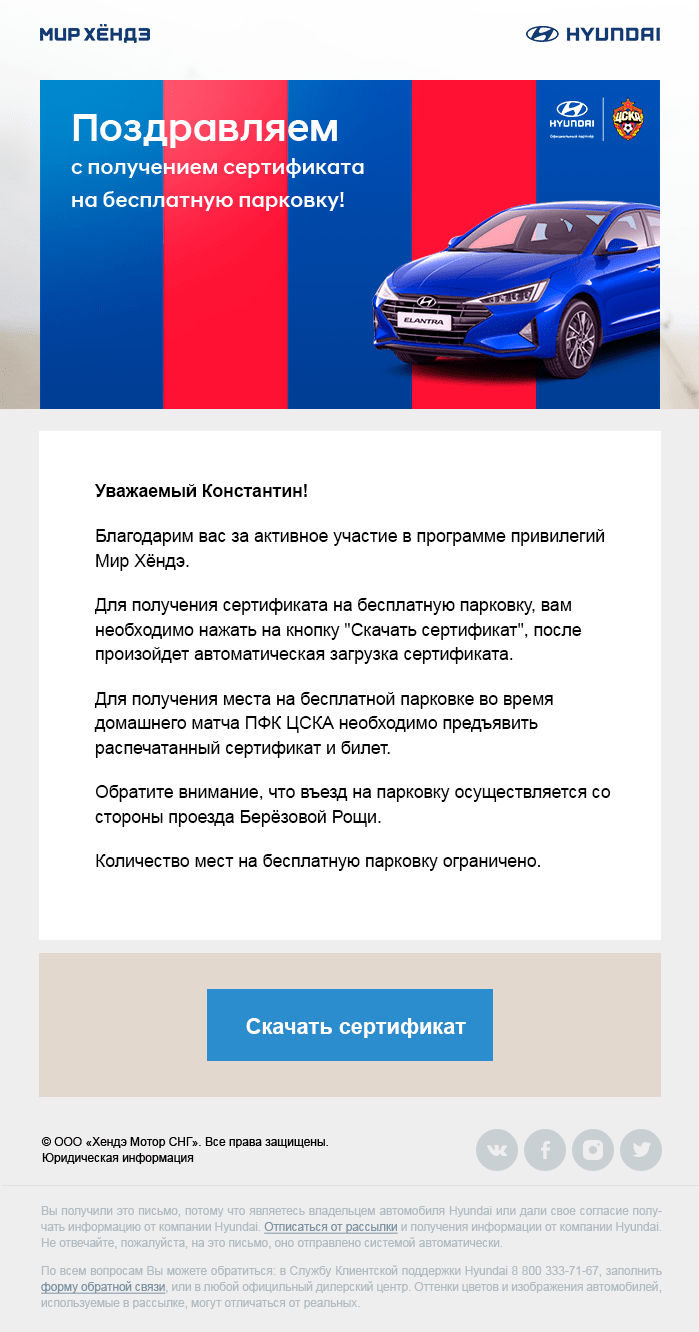 МИР ХЁНДЭ
HYUNDAI
Поздравляем
с получением сертификата
на бесплатную парковку!
HYUNDAI
Официальный партнёр
ЦСКА
ELANTRA
Уважаемый Константин!
Благодарим вас за активное участие в программе привилегий
Мир Хёндэ.
Для получения сертификата на бесплатную парковку, вам
необходимо нажать на кнопку "Скачать сертификат", после
произойдет автоматическая загрузка сертификата.
Для получения места на бесплатной парковке во время
домашнего матча ПФК ЦСКА необходимо предъявить
распечатанный сертификат и билет.
Обратите внимание, что въезд на парковку осуществляется со
стороны проезда Берёзовой Рощи.
Количество мест на бесплатную парковку ограничено.
Скачать сертификат
© ООО «Хендэ Мотор СНГ». Все права защищены.
Юридическая информация
Вы получили это письмо, потому что являетесь владельцем автомобиля Hyundai или дали свое согласие полу-
чать информацию от компании Hyundai. Отписаться от рассылки и получения информации от компании Hyundai.
Не отвечайте, пожалуйста, на это письмо, оно отправлено системой автоматически.
По всем вопросам Вы можете обратиться: в Службу Клиентской поддержки Hyundai 8 800 333-71-67, заполнить
форму обратной связи, или в любой официльный дилерский центр. Оттенки цветов и изображения автомобилей,
используемые в рассылке, могут отличаться от реальных.